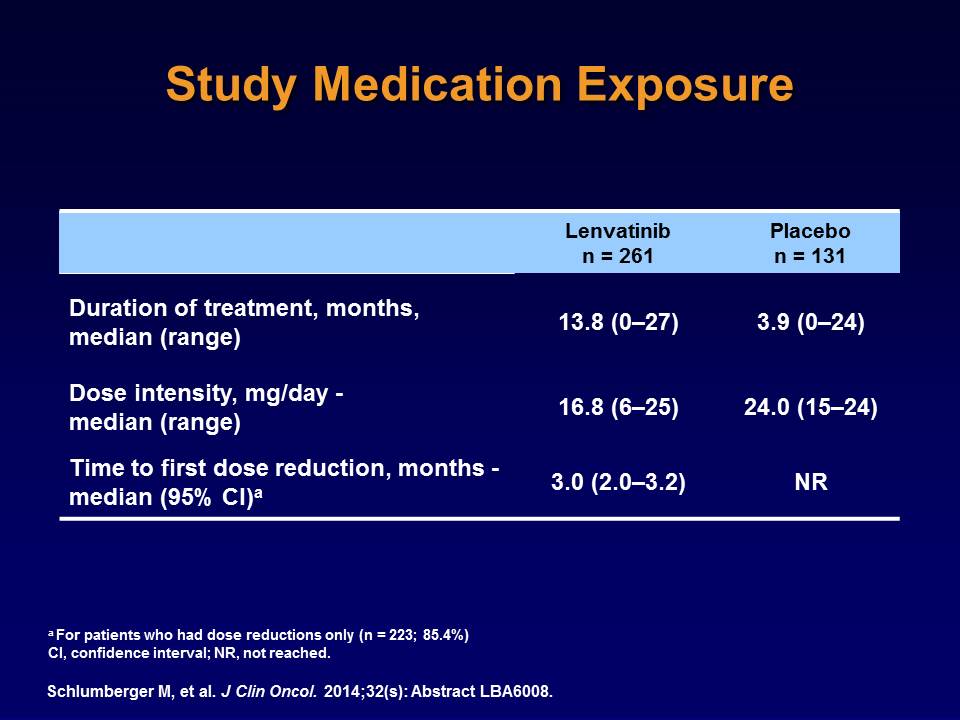 Study Medication Exposure
Lenvatinib
n = 261
Placebo
n = 131
Duration of treatment, months,
median (range)
13.8 (0–27)
3.9 (0–24)
Dose intensity, mg/day -
median (range)
16.8 (6–25)
24.0 (15–24)
Time to first dose reduction, months -
median (95% CI)ᵃ
3.0 (2.0–3.2)
NR
ᵃ For patients who had dose reductions only (n = 223; 85.4%)
CI, confidence interval; NR, not reached.
Schlumberger M, et al. J Clin Oncol. 2014;32(s): Abstract LBA6008.